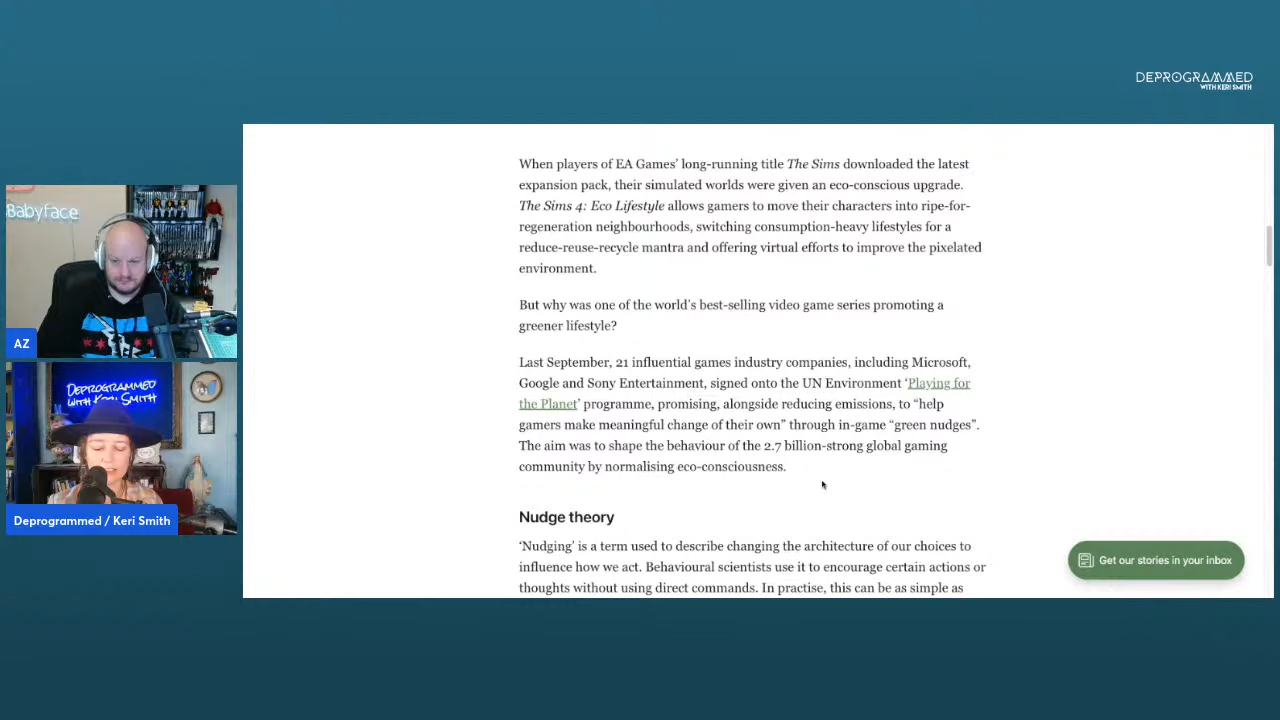 DEPROGRAMMED
WITH KERI SMITH
Babyface
AZ
DEPROGRAMMED
WITH KERI SMITH
Deprogrammed / Keri Smith
When players of EA Games’ long-running title The Sims downloaded the latest
expansion pack, their simulated worlds were given an eco-conscious upgrade.
The Sims 4: Eco Lifestyle allows gamers to move their characters into ripe-for-
regeneration neighbourhoods, switching consumption-heavy lifestyles for a
reduce-reuse-recycle mantra and offering virtual efforts to improve the pixelated
environment.
But why was one of the world’s best-selling video game series promoting a
greener lifestyle?
Last September, 21 influential games industry companies, including Microsoft,
Google and Sony Entertainment, signed onto the UN Environment ‘Playing for
the Planet’ programme, promising, alongside reducing emissions, to “help
gamers make meaningful change of their own” through in-game “green nudges”.
The aim was to shape the behaviour of the 2.7 billion-strong global gaming
community by normalising eco-consciousness.
Nudge theory
‘Nudging’ is a term used to describe changing the architecture of our choices to
influence how we act. Behavioural scientists use it to encourage certain actions or
thoughts without using direct commands. In practise, this can be as simple as
Get our stories in your inbox